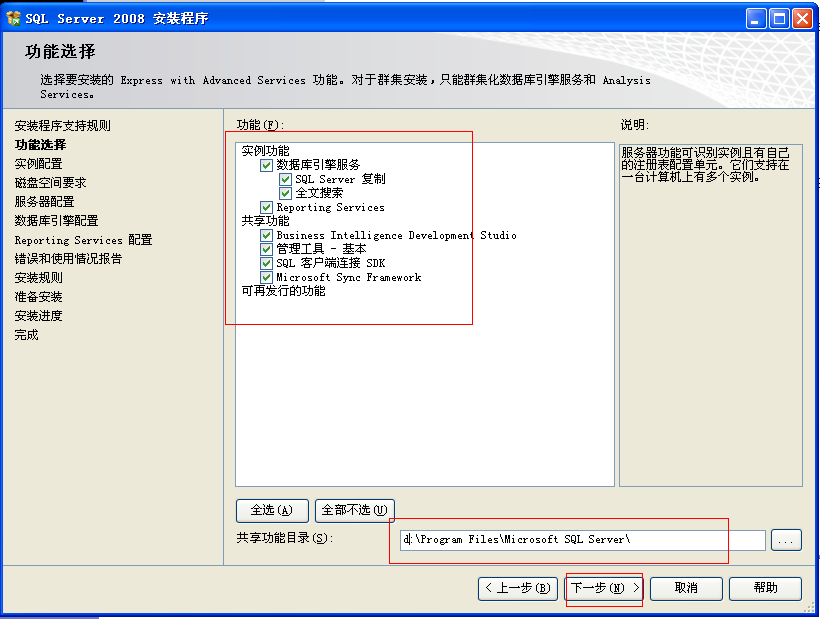 SQL Server 2008 安装程序
功能选择
选择要安装的 Express with Advanced Services 功能。对于群集安装,只能群集化数据库引擎服务和 Analysis
Services。
安装程序支持规则
功能选择
实例配置
磁盘空间要求
服务器配置
数据库引擎配置
Reporting Services 配置
错误和使用情况报告
安装规则
准备安装
安装进度
完成
功能(F):
实例功能
数据库引擎服务
SQL Server 复制
全文搜索
Reporting Services
共享功能
Business Intelligence Development Studio
管理工具 - 基本
SQL 客户端连接 SDK
Microsoft Sync Framework
可再发行的功能
说明:
服务器功能可识别实例且有自己
的注册表配置单元。它们支持在
一台计算机上有多个实例。
全选(A)
全部不选(U)
共享功能目录(S):
d:\Program Files\Microsoft SQL Server\
...
< 上一步(B)
下一步(N) >
取消
帮助